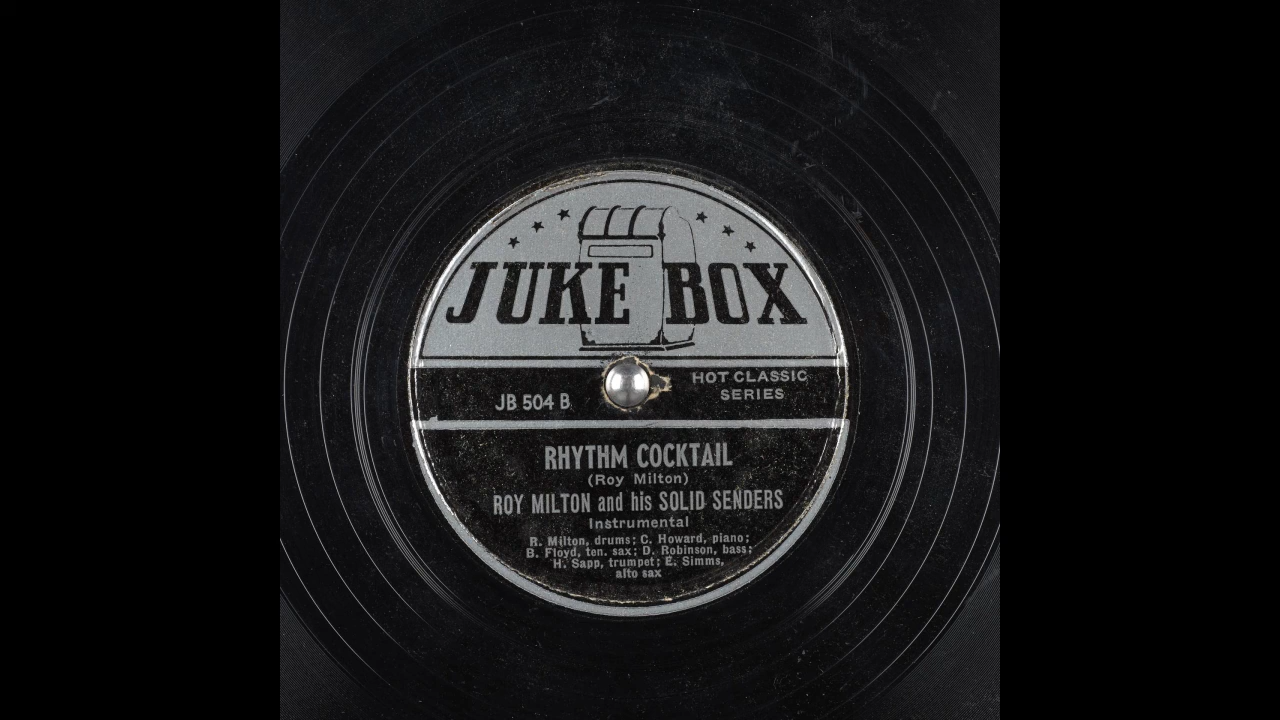 JUKE BOX
HOT CLASSIC
SERIES
JB 504 B
RHYTHM COCKTAIL
(Roy Milton)
ROY MILTON and his SOLID SENDERS
Instrumental
R. Milton, drums; C. Howard, piano;
B. Floyd, ten. sax; D. Robinson, bass;
H. Sapp, trumpet; E. Simms,
alto sax